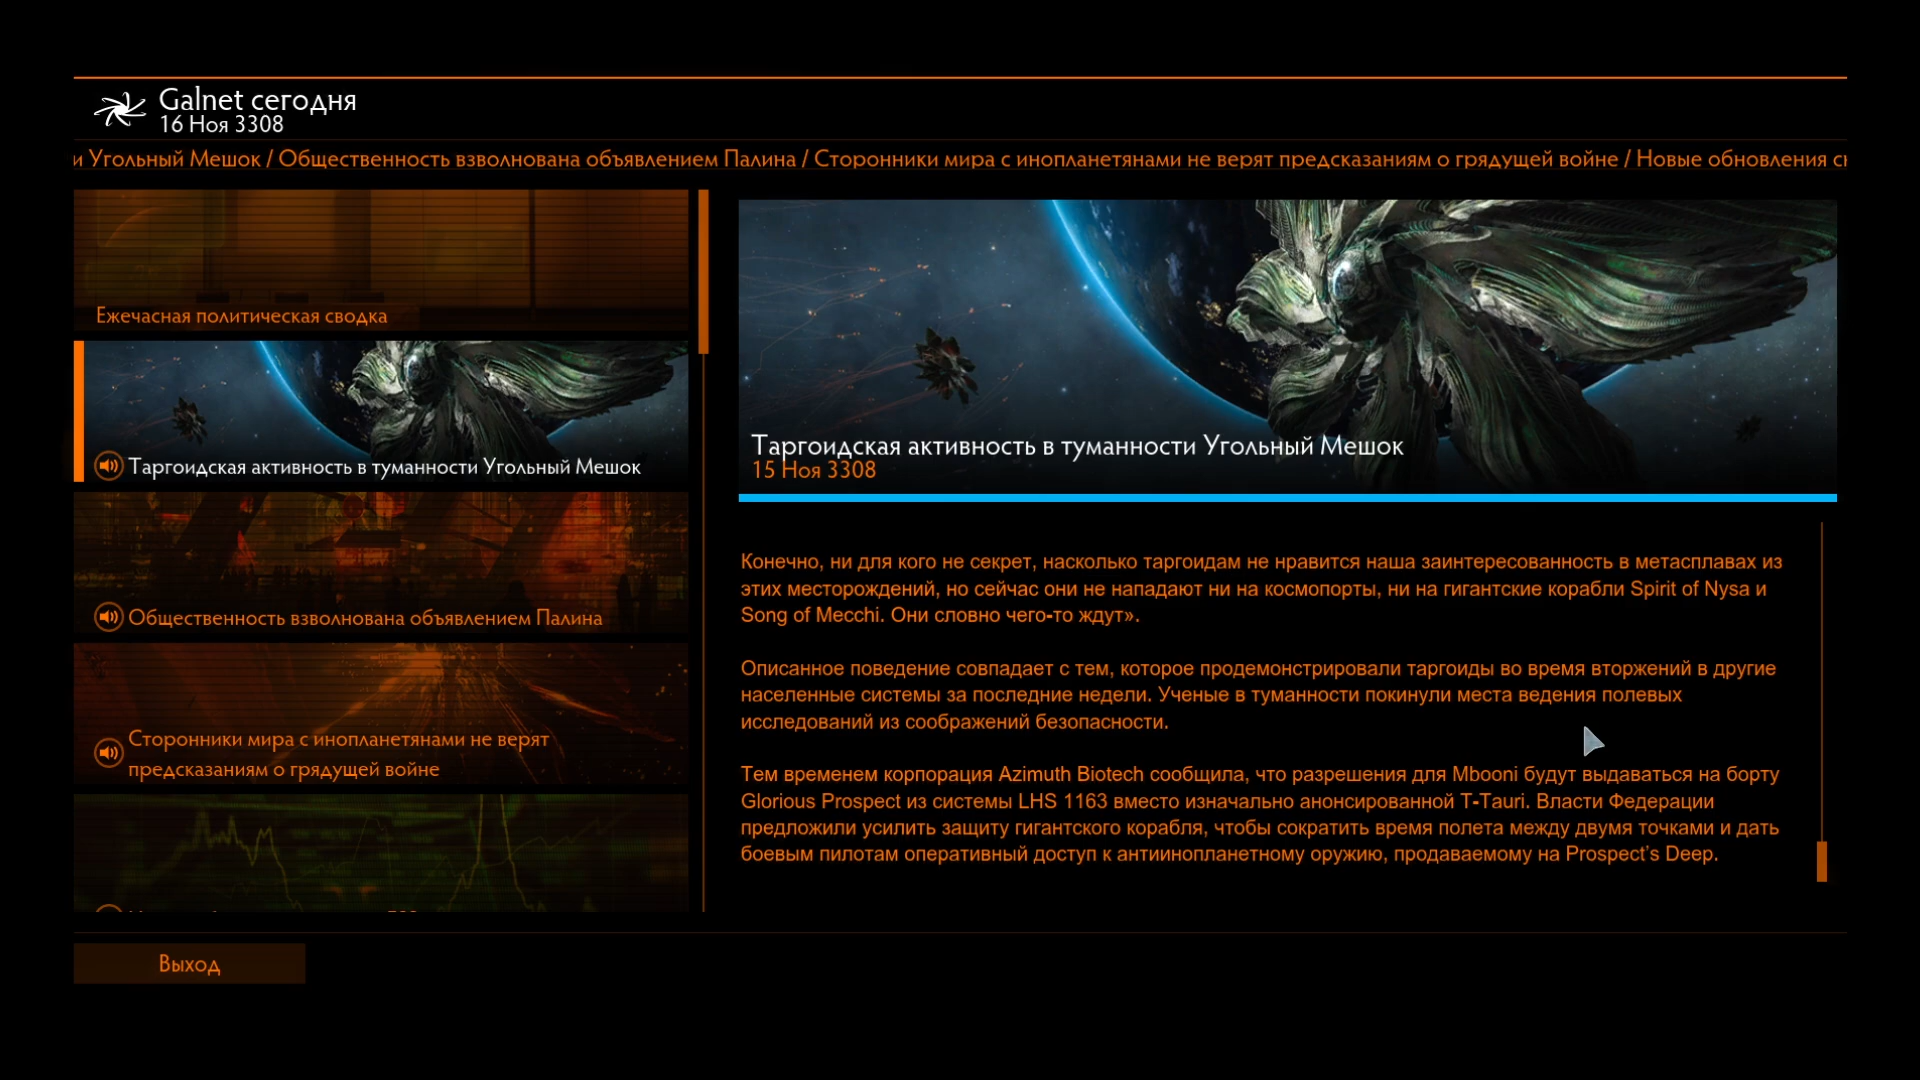 Galnet сегодня
16 Ноя 3308
и Угольный Мешок / Общественность взволнована объявлением Палина / Сторонники мира с инопланетянами не верят предсказаниям о грядущей войне / Новые обновления
Ежечасная политическая сводка
Таргоидская активность в туманности Угольный Мешок
Общественность взволнована объявлением Палина
Сторонники мира с инопланетянами не верят
предсказаниям о грядущей войне
Таргоидская активность в туманности Угольный Мешок
15 Ноя 3308
Конечно, ни для кого не секрет, насколько таргоидам не нравится наша заинтересованность в метасплавах из
этих месторождений, но сейчас они не нападают ни на космопорты, ни на гигантские корабли Spirit of Nysa и
Song of Mecchi. Они словно чего-то ждут».
Описанное поведение совпадает с тем, которое продемонстрировали таргоиды во время вторжений в другие
населенные системы за последние недели. Ученые в туманности покинули места ведения полевых
исследований из соображений безопасности.
Тем временем корпорация Azimuth Biotech сообщила, что разрешения для Mbooni будут выдаваться на борту
Glorious Prospect из системы LHS 1163 вместо изначально анонсированной T-Tauri. Власти Федерации
предложили усилить защиту гигантского корабля, чтобы сократить время полета между двумя точками и дать
боевым пилотам оперативный доступ к антиинопланетному оружию, продаваемому на Prospect's Deep.
Выход